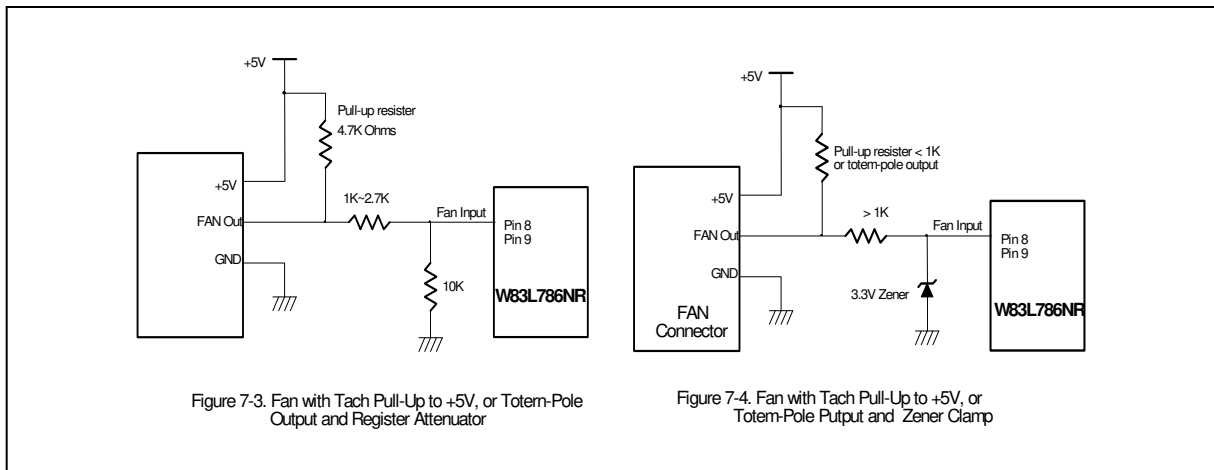 +5V
Pull-up resister
4.7K Ohms
+5V
FAN Out
GND
1K~2.7K
Fan Input
Pin 8
Pin 9
10K
W83L786NR
Figure 7-3. Fan with Tach Pull-Up to +5V, or Totern-Pole
Output and Register Attenuator
+5V
Pull-up resister < 1K
or totem-pole output
+5V
FAN Out
GND
FAN
Connector
> 1K
Fan Input
Pin 8
Pin 9
3.3V Zener
W83L786NR
Figure 7-4. Fan with Tach Pull-Up to +5V, or
Totem-Pole Putput and Zener Clamp